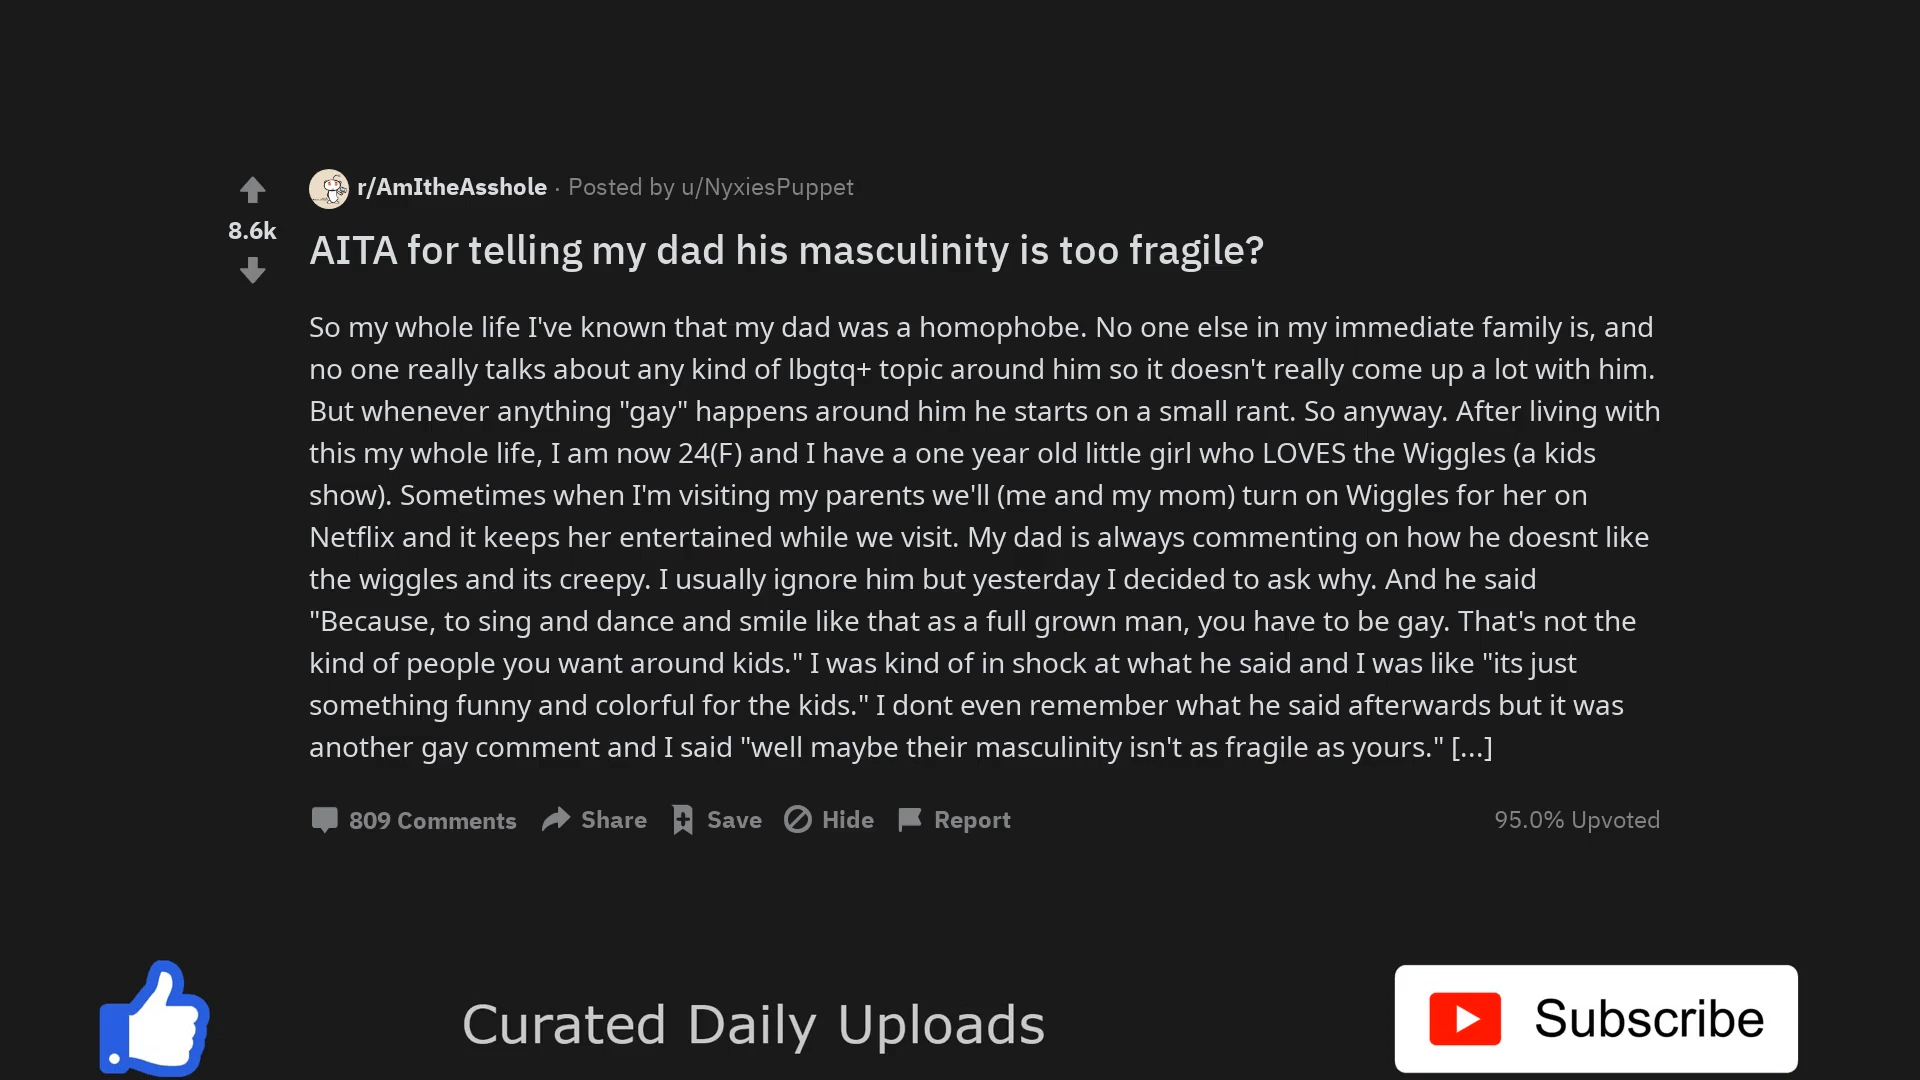 r/AmItheAsshole · Posted by u/NyxiesPuppet
8.6k
AITA for telling my dad his masculinity is too fragile?
So my whole life I've known that my dad was a homophobe. No one else in my immediate family is, and
no one really talks about any kind of lbgtq+ topic around him so it doesn't really come up a lot with him.
But whenever anything "gay" happens around him he starts on a small rant. So anyway. After living with
this my whole life, I am now 24(F) and I have a one year old little girl who LOVES the Wiggles (a kids
show). Sometimes when I'm visiting my parents we'll (me and my mom) turn on Wiggles for her on
Netflix and it keeps her entertained while we visit. My dad is always commenting on how he doesnt like
the wiggles and its creepy. I usually ignore him but yesterday I decided to ask why. And he said
"Because, to sing and dance and smile like that as a full grown man, you have to be gay. That's not the
kind of people you want around kids." I was kind of in shock at what he said and I was like "its just
something funny and colorful for the kids." I dont even remember what he said afterwards but it was
another gay comment and I said "well maybe their masculinity isn't as fragile as yours." [...]
809 Comments Share Save Hide Report 95.0% Upvoted
Curated Daily Uploads
Subscribe